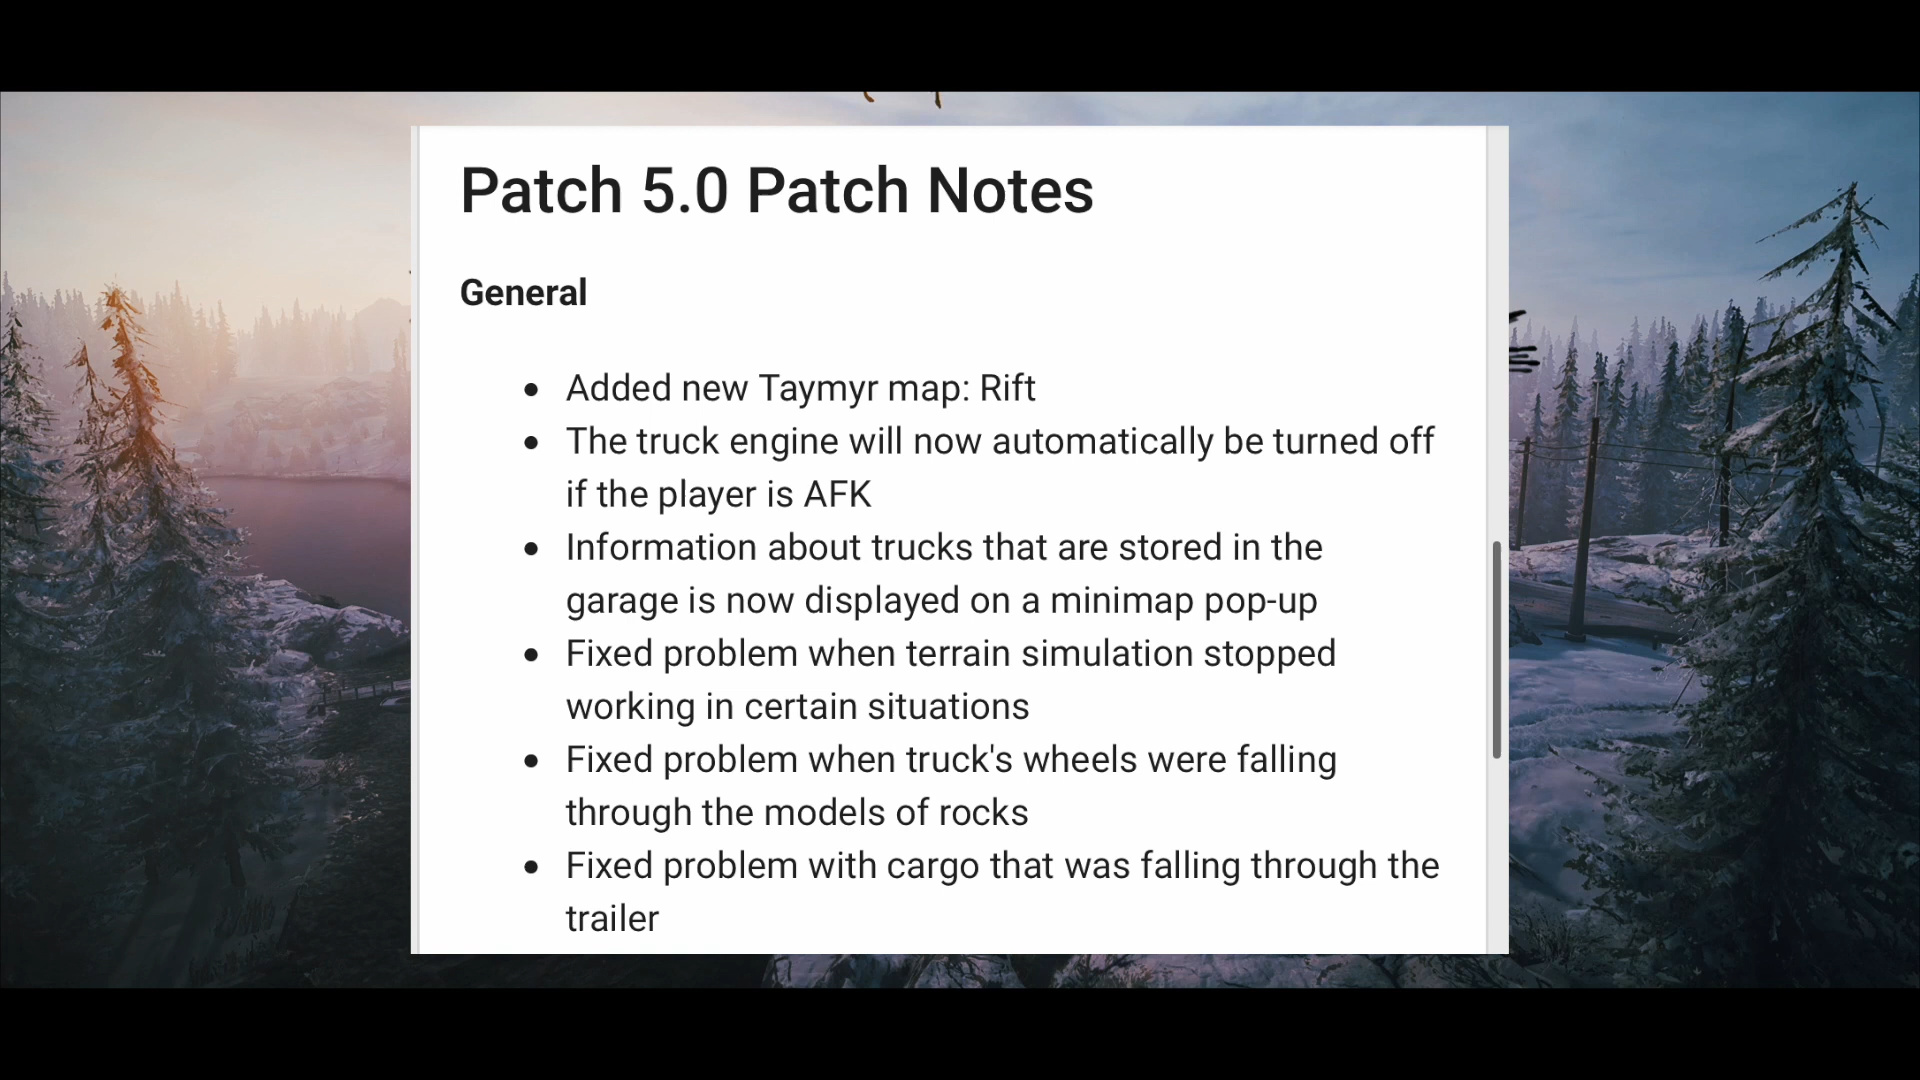 Patch 5.0 Patch Notes
General
• Added new Taymyr map: Rift
• The truck engine will now automatically be turned off
if the player is AFK
• Information about trucks that are stored in the
garage is now displayed on a minimap pop-up
• Fixed problem when terrain simulation stopped
working in certain situations
• Fixed problem when truck's wheels were falling
through the models of rocks
• Fixed problem with cargo that was falling through the
trailer